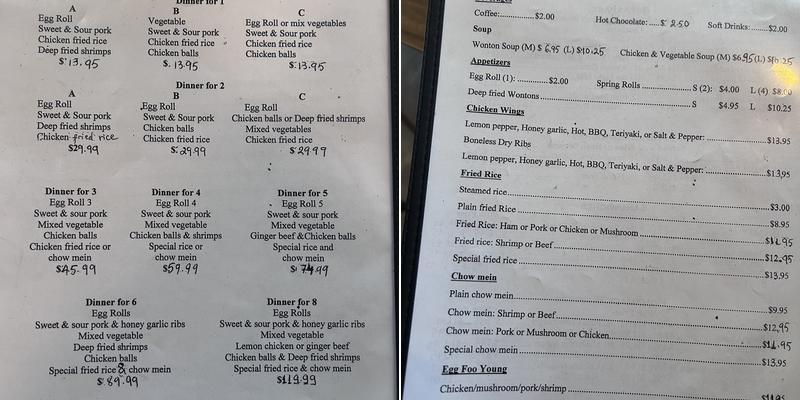 Dinner for 1
A
Egg Roll
Sweet & Sour pork
Chicken fried rice
Deep fried shrimps
$13.95
B
Vegetable
Sweet & Sour pork
Chicken fried rice
Chicken balls
$.13.95
C
Egg Roll or mix vegetables
Sweet & Sour pork
Chicken fried rice
Chicken balls
$:13.95
Dinner for 2
A
Egg Roll
Sweet & Sour pork
Deep fried shrimps
Chicken fried rice
$29.99
B
Egg Roll
Sweet & Sour pork
Chicken balls
Chicken fried rice
$:29.99
C
Egg Roll
Chicken balls or Deep fried shrimps
Mixed vegetables
Chicken fried rice
$29.99
Dinner for 3
Egg Roll 3
Sweet & sour pork
Mixed vegetable
Chicken balls
Chicken fried rice or
chow mein
$45.99
Dinner for 4
Egg Roll 4
Sweet & sour pork
Mixed vegetables
Chicken balls & shrimps
Special rice or
chow mein
$59.99
Dinner for 5
Egg Roll 5
Sweet & sour pork
Mixed vegetable
Ginger beef &Chicken balls
Special rice and
chow mein
$74.99
Dinner for 6
Egg Rolls
Sweet & sour pork & honey garlic ribs
Mixed vegetable
Deep fried shrimps
Chicken balls
Special fried rice & chow mein
$89.99
Dinner for 8
Egg Rolls
Sweet & sour pork & honey garlic ribs
Mixed vegetable
Lemon chicken or ginger beef
Chicken balls & Deep fried shrimps
Special fried rice & chow mein
$119.99
Coffee:...............$2.00 Hot Chocolate: .....$ 2.50 Soft Drinks:......$2.00
Soup
Wonton Soup (M) $ 6.95 (L) $10.25 Chicken & Vegetable Soup (M) $6.95(L) $10.25
Appetizers
Egg Roll (1): ............$2.00 Spring Rolls ................S (2): $4.00 L (4) $8.00
Deep fried Wontons ........................................S $4.95 L $10.25
Chicken Wings
Lemon pepper, Honey garlic, Hot, BBQ, Teriyaki, or Salt & Pepper: ...............$13.95
Boneless Dry Ribs
Lemon pepper, Honey garlic, Hot, BBQ, Teriyaki, or Salt & Pepper: ...............$13.95
Fried Rice
Steamed rice...............$3.00
Plain fried Rice ...............$8.95
Fried Rice: Ham or Pork or Chicken or Mushroom ...............$11.95
Fried rice: Shrimp or Beef...............$12.95
Special fried rice ...............$13.95
Chow mein
Plain chow mein...............$9.95
Chow mein: Shrimp or Beef...............$12.95
Chow mein: Pork or Mushroom or Chicken...............$11.95
Special chow mein ...............$13.95
Egg Foo Young
Chicken/mushroom/pork/shrimp ...............